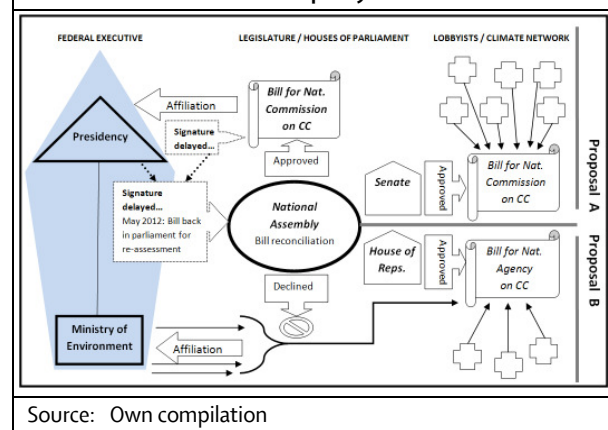 FEDERAL EXECUTIVE
LEGISLATURE / HOUSES OF PARLIAMENT
LOBBYISTS / CLIMATE NETWORK
Presidency
Affiliation
Signature
delayed...
Bill for Nat.
Commission
on CC
Approved
Signature
delayed...
May 2012: Bill back
in parliament for
re-assessment
National
Assembly
Bill reconciliation
Senate
Approved
Bill for Nat.
Commission
on CC
Proposal A
House of
Reps.
Approved
Bill for Nat.
Agency
on CC
Proposal B
Declined
Ministry of
Environment
Affiliation
Source: Own compilation